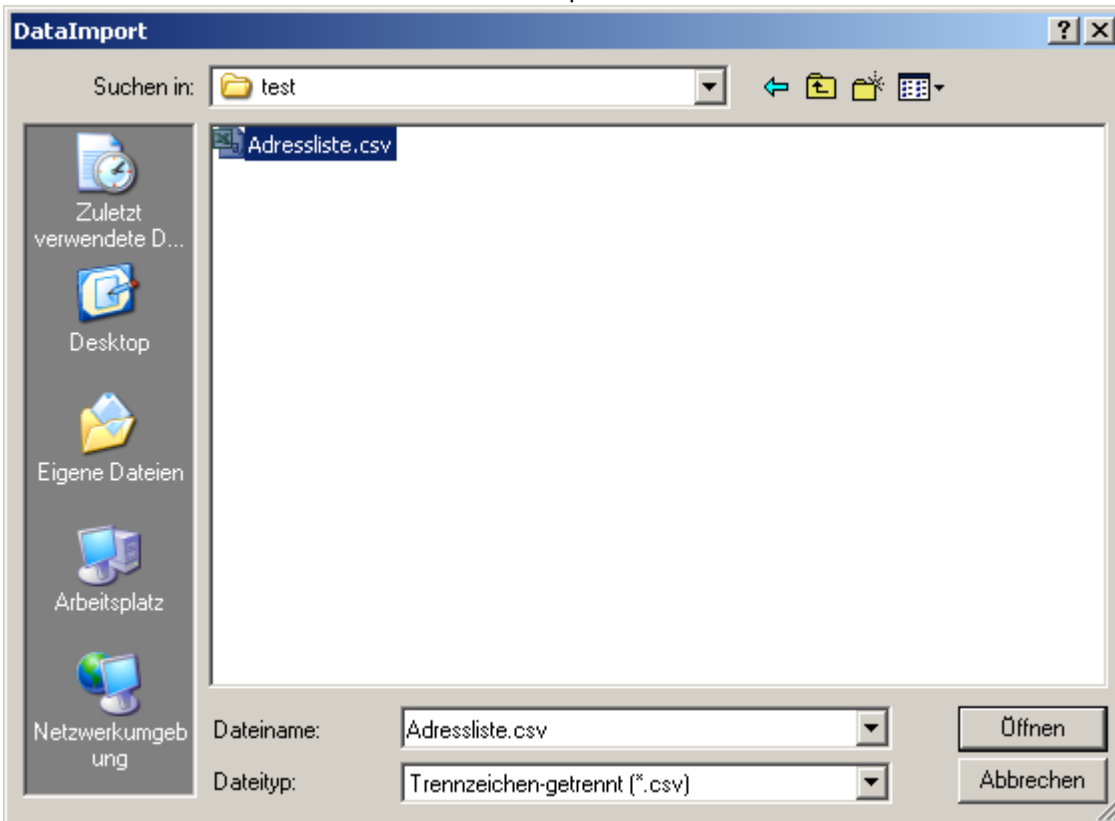 DataImport
Suchen in:
test
Adressliste.csv
Zuletzt
verwendete D...
Desktop
Eigene Dateien
Arbeitsplatz
Netzwerkumgeb
ung
Dateiname:
Adressliste.csv
Öffnen
Dateityp:
Trennzeichen-getrennt (*.csv)
Abbrechen